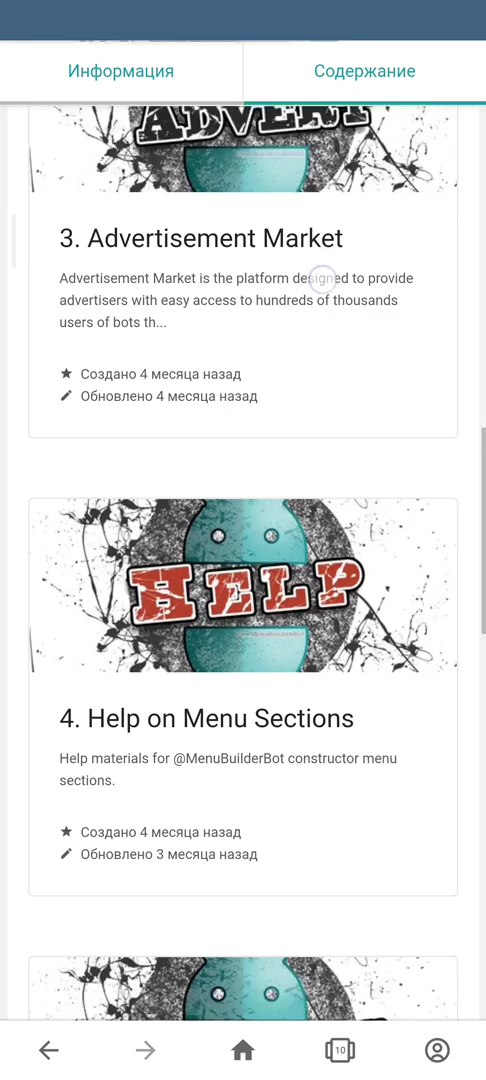 Информация
Содержание
ADVERT
3. Advertisement Market
Advertisement Market is the platform designed to provide
advertisers with easy access to hundreds of thousands
users of bots th...
Создано 4 месяца назад
Обновлено 4 месяца назад
HELP
4. Help on Menu Sections
Help materials for @MenuBuilderBot constructor menu
sections.
Создано 4 месяца назад
Обновлено 3 месяца назад
10